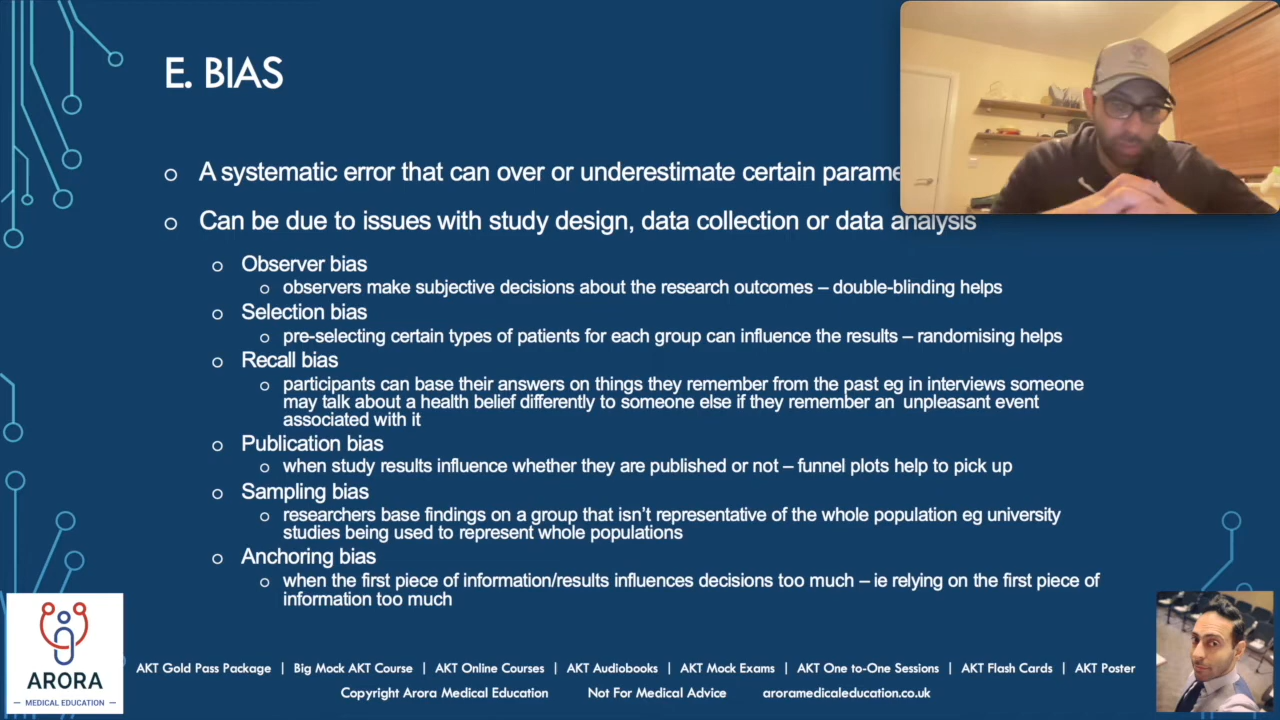 E. BIAS
A systematic error that can over or underestimate certain
Can be due to issues with study design, data collection or data analysis
Observer bias
observers make subjective decisions about the research outcomes – double-blinding helps
Selection bias
pre-selecting certain types of patients for each group can influence the results – randomising helps
Recall bias
participants can base their answers on things they remember from the past eg in interviews someone
may talk about a health belief differently to someone else if they remember an unpleasant event
associated with it
Publication bias
when study results influence whether they are published or not – funnel plots help to pick up
Sampling bias
researchers base findings on a group that isn't representative of the whole population eg university
studies being used to represent whole populations
Anchoring bias
when the first piece of information/results influences decisions too much – ie relying on the first piece of
information too much
ARORA
MEDICAL EDUCATION
AKT Gold Pass Package | Big Mock AKT Course | AKT Online Courses | AKT Audiobooks | AKT Mock Exams | AKT One to-One Sessions | AKT Flash Cards | AKT Poster
Copyright Arora Medical Education Not For Medical Advice aroramedicaleducation.co.uk